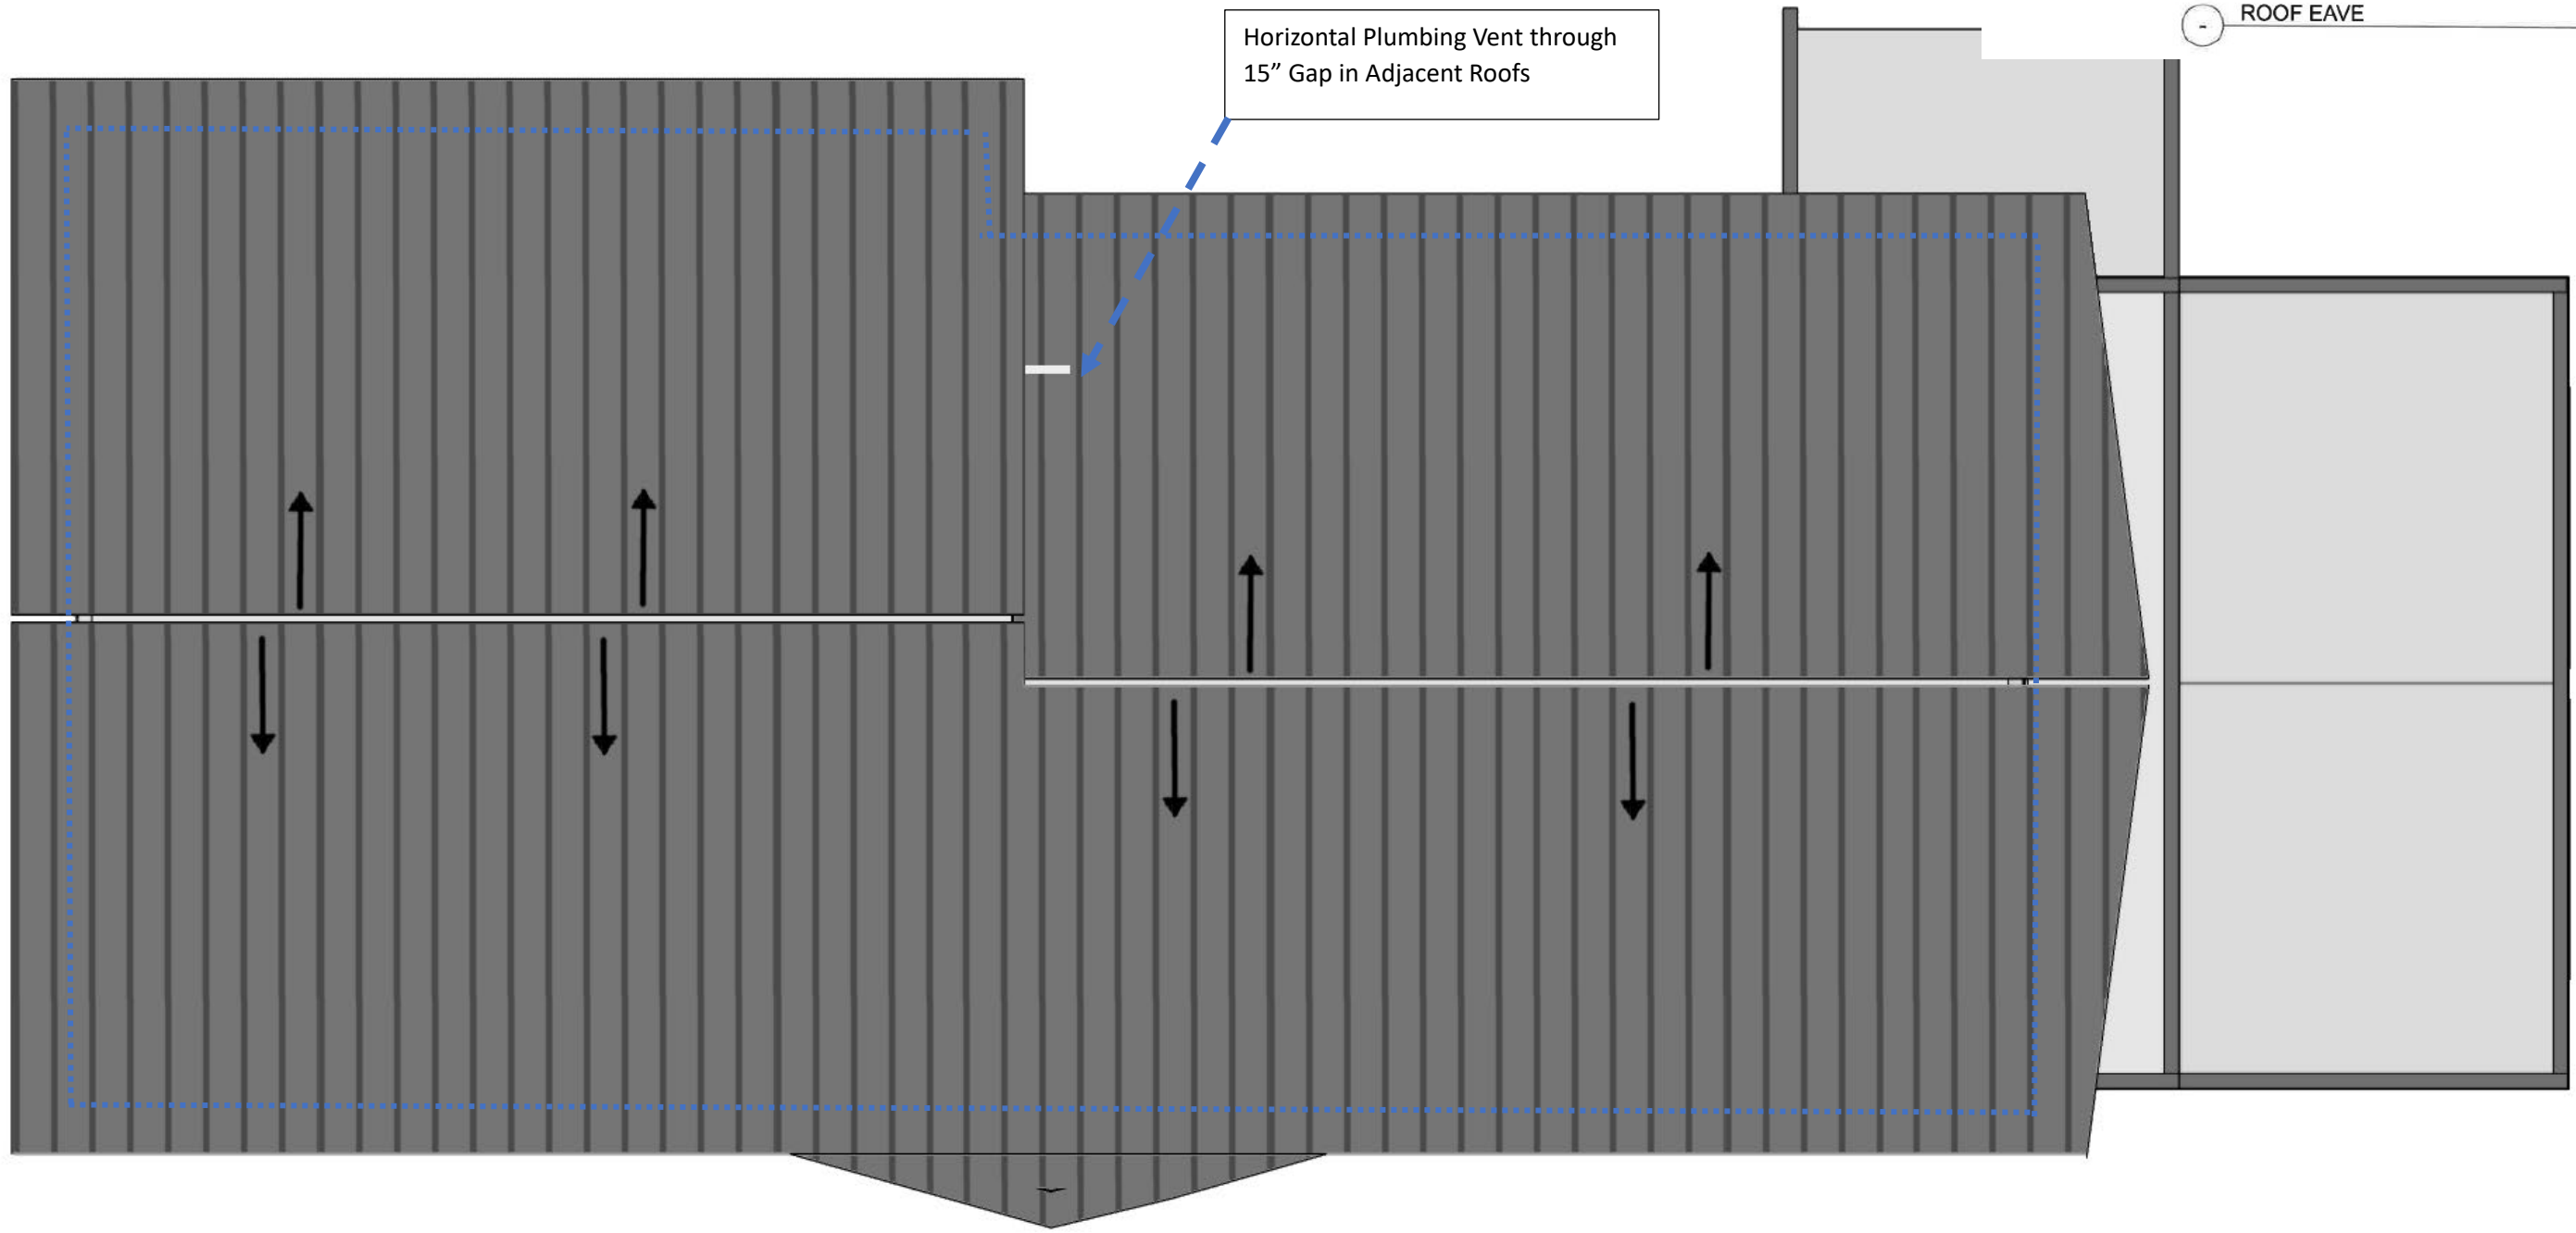 Horizontal Plumbing Vent through
15” Gap in Adjacent Roofs
ROOF EAVE
-